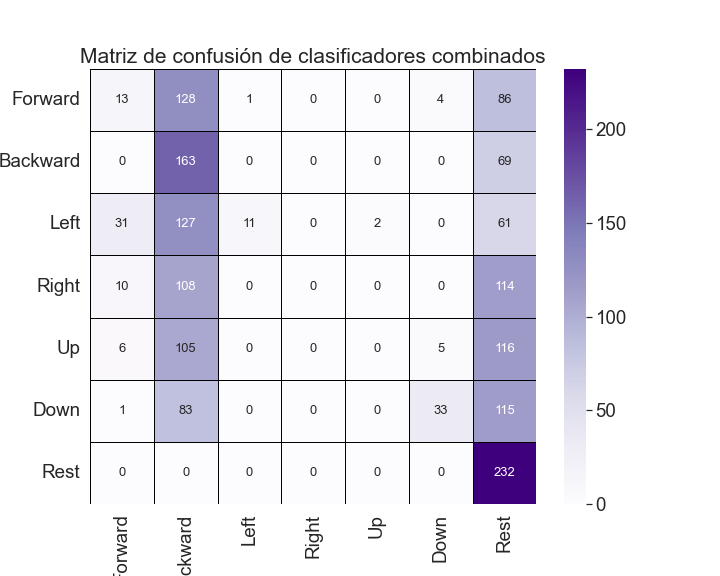 Matriz de confusión de clasificadores combinados
Forward 13 128 1 0 0 4 86
Backward 0 163 0 0 0 0 69
Left 31 127 11 0 2 0 61
Right 10 108 0 0 0 0 114
Up 6 105 0 0 0 5 116
Down 1 83 0 0 0 33 115
Rest 0 0 0 0 0 0 232
Forward
ckward
Left
Right
Up
Down
Rest
200
150
100
50
0